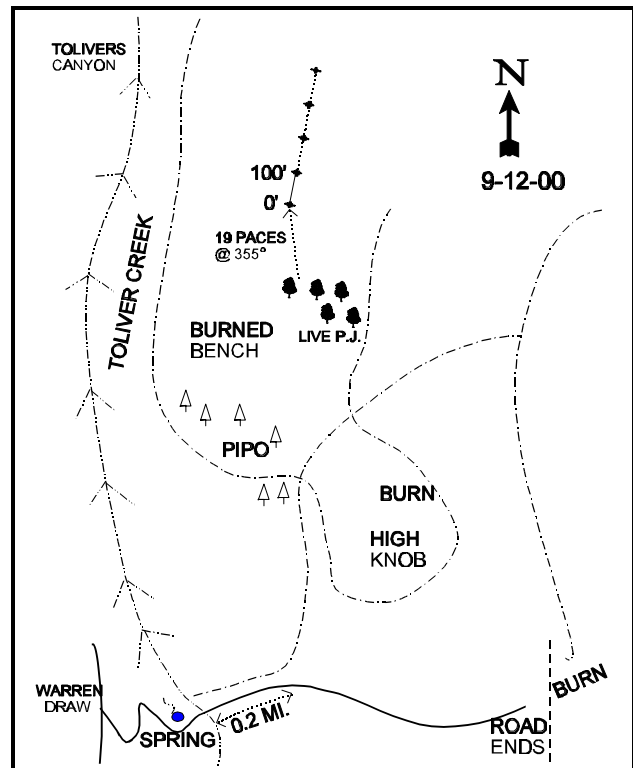 TOLIVERS
CANYON
N
9-12-00
100'
0'
19 PACES
@ 355°
TOLIVER CREEK
BURNED
BENCH
LIVE P.J.
PIPO
BURN
HIGH
KNOB
WARREN
DRAW
SPRING
0.2 MI.
ROAD
ENDS
BURN